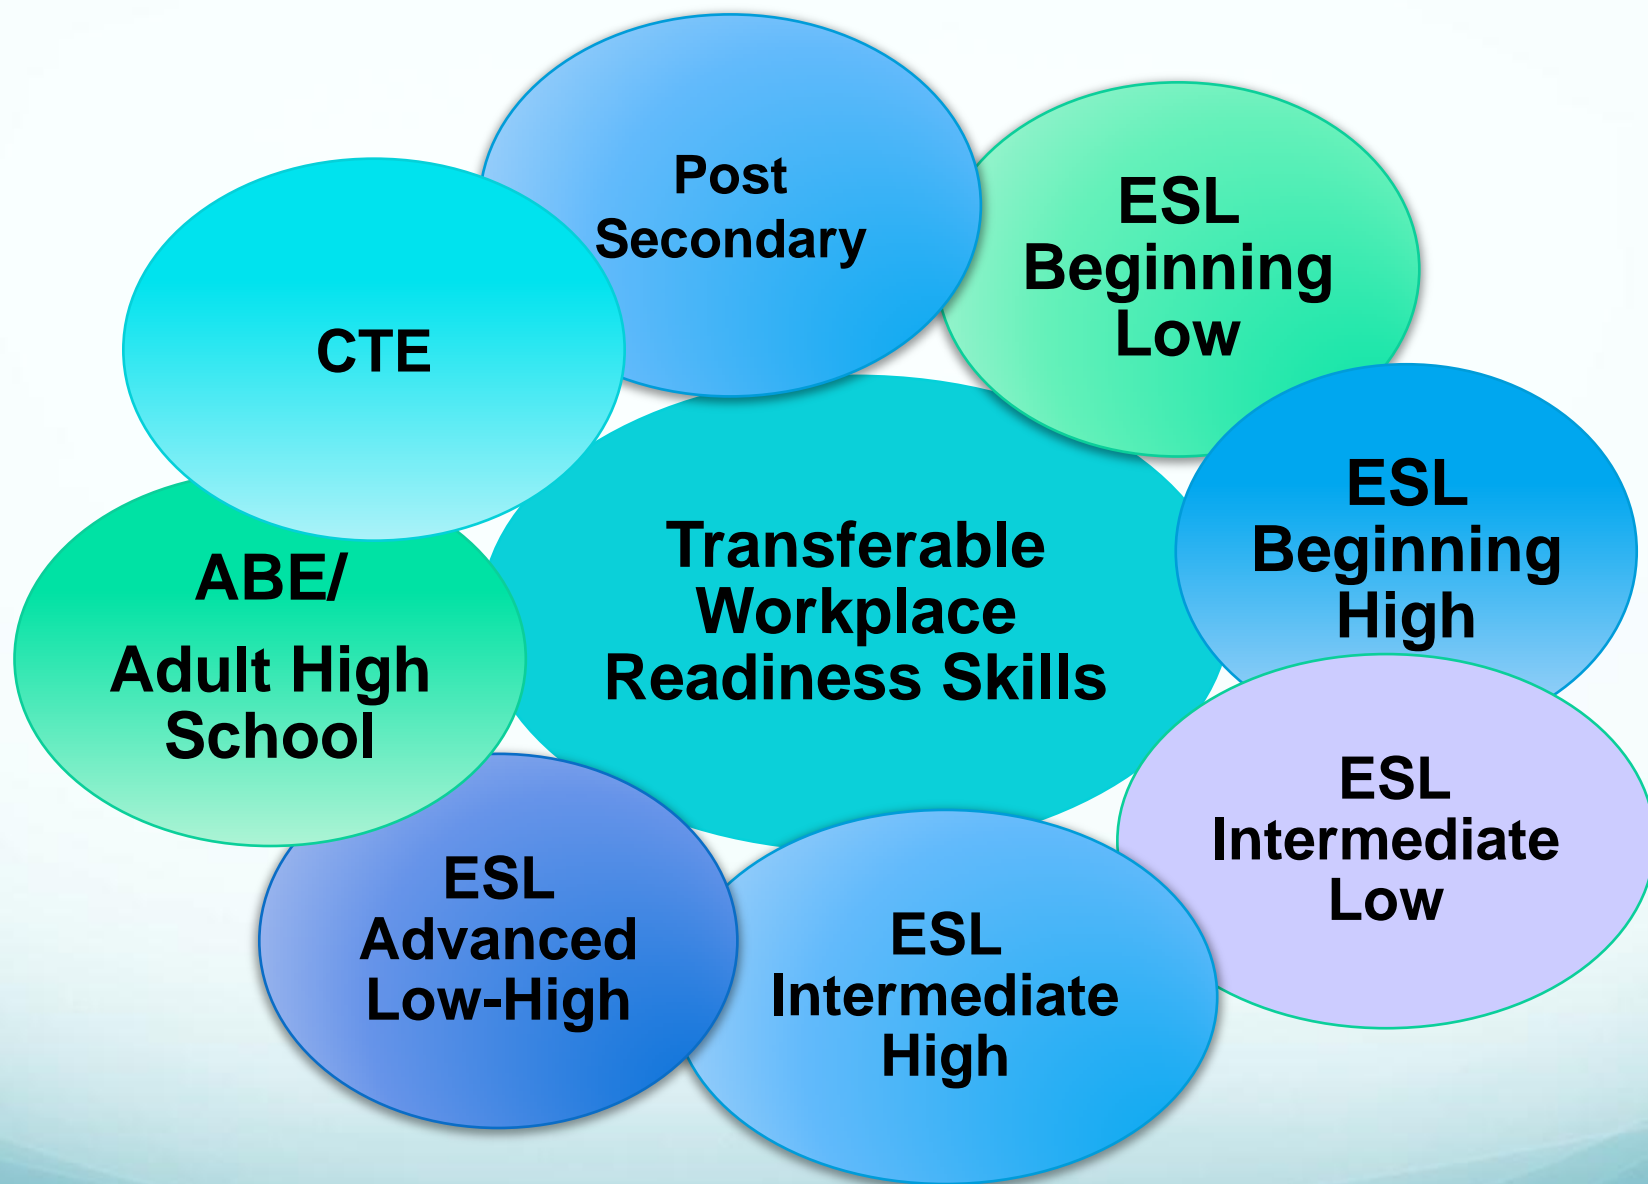 Post
Secondary
ESL
Beginning
Low
CTE
ESL
Beginning
High
Transferable
Workplace
Readiness Skills
ABE/
Adult High
School
ESL
Intermediate
Low
ESL
Advanced
Low-High
ESL
Intermediate
High